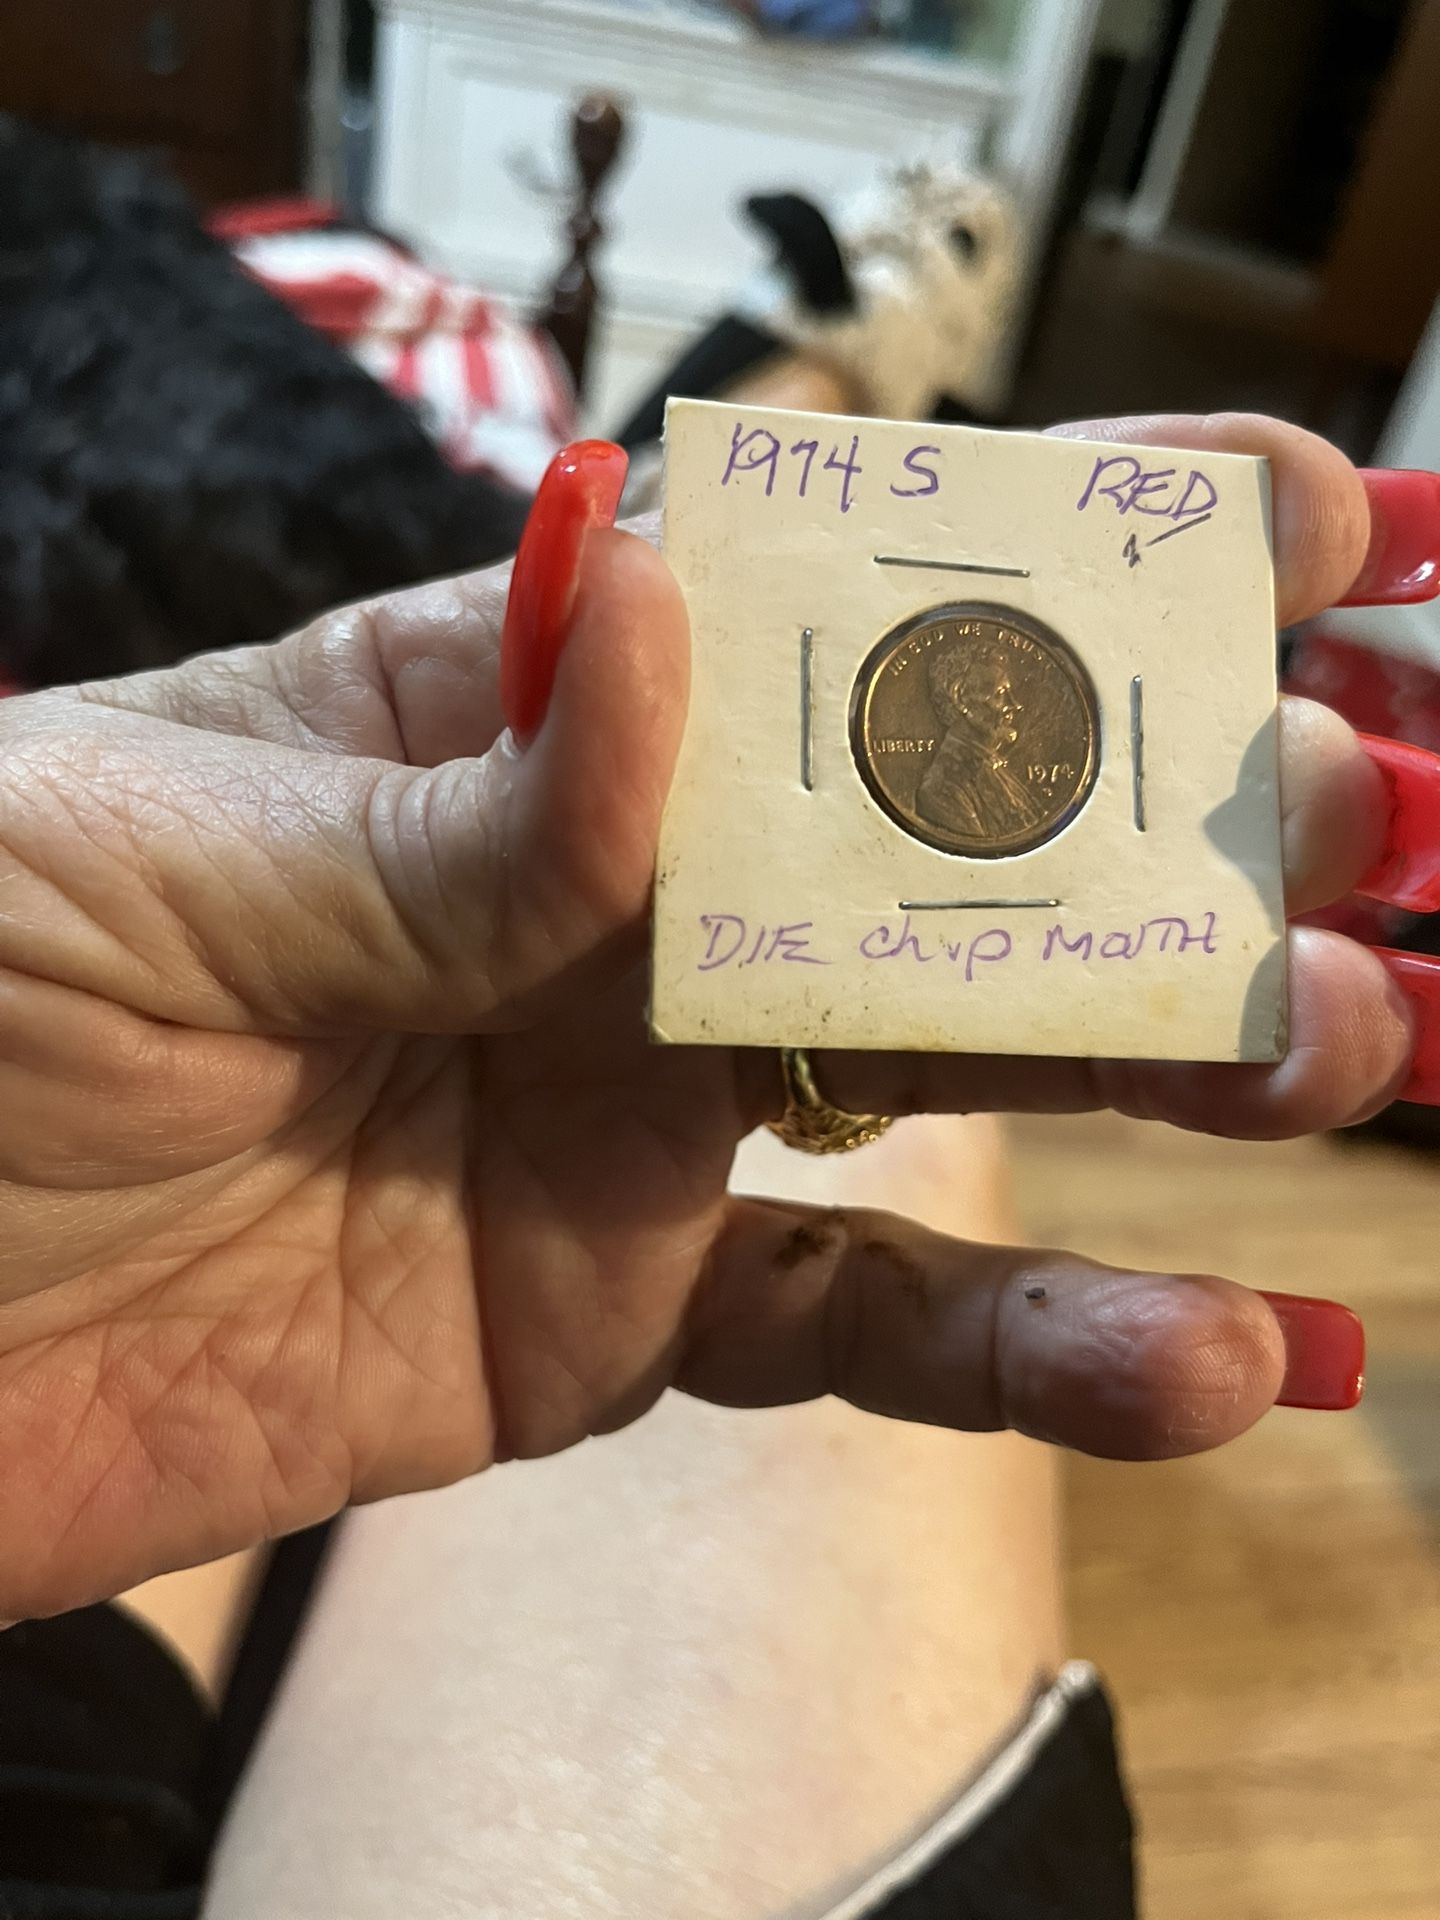 1974 S RED
IN GOD WE TRUST
LIBERTY
1974
S
DIE chip MOUTH